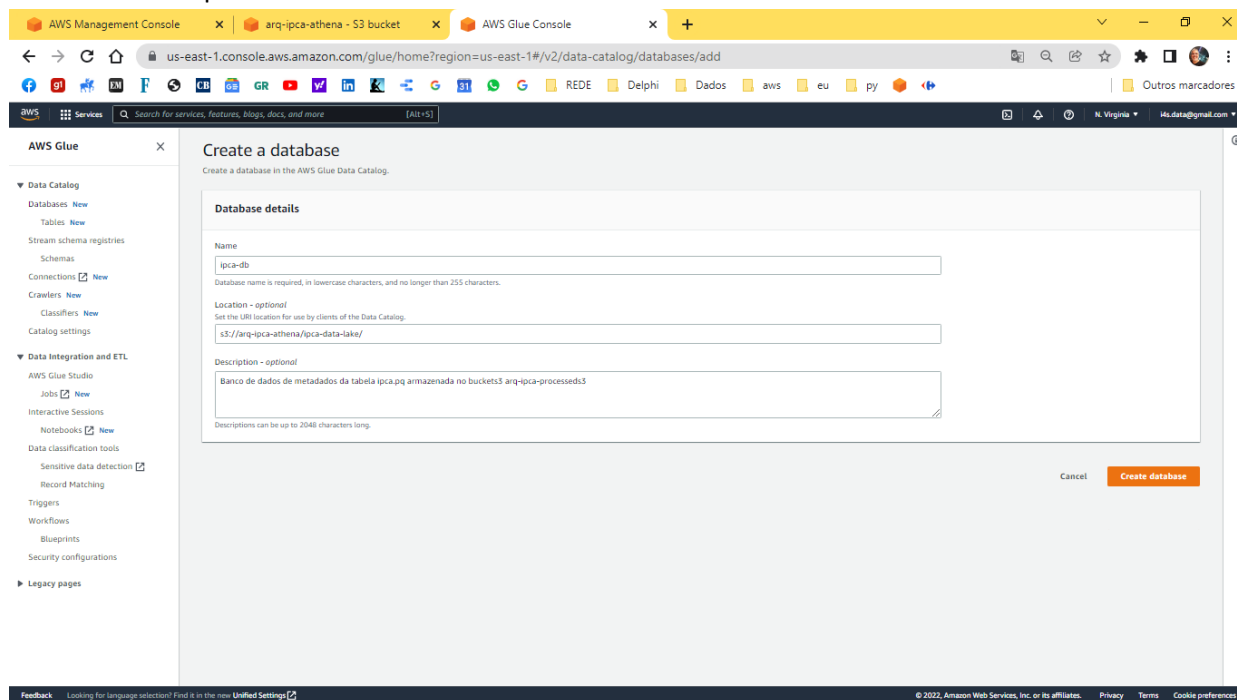 AWS Management Console
arq-ipca-athena - S3 bucket
AWS Glue Console
us-east-1.console.aws.amazon.com/glue/home?region=us-east-1#/v2/data-catalog/databases/add
REDE Delphi Dados aws eu py Outros marcadores
aws Services Search for services, features, blogs, docs, and more [Alt+S] N. Virginia i4s.data@gmail.com
AWS Glue
Data Catalog
Databases New
Tables New
Stream schema registries
Schemas
Connections New
Crawlers New
Classifiers New
Catalog settings
Data Integration and ETL
AWS Glue Studio
Jobs New
Interactive Sessions
Notebooks New
Data classification tools
Sensitive data detection
Record Matching
Triggers
Workflows
Blueprints
Security configurations
Legacy pages
Create a database
Create a database in the AWS Glue Data Catalog.
Database details
Name
ipca-db
Database name is required, in lowercase characters, and no longer than 255 characters.
Location - optional
Set the URI location for use by clients of the Data Catalog.
s3://arq-ipca-athena/ipca-data-lake/
Description - optional
Banco de dados de metadados da tabela ipca.pq armazenada no buckets3 arq-ipca-processeds3
Descriptions can be up to 2048 characters long.
Cancel Create database
Feedback Looking for language selection? Find it in the new Unified Settings © 2022, Amazon Web Services, Inc. or its affiliates. Privacy Terms Cookie preferences